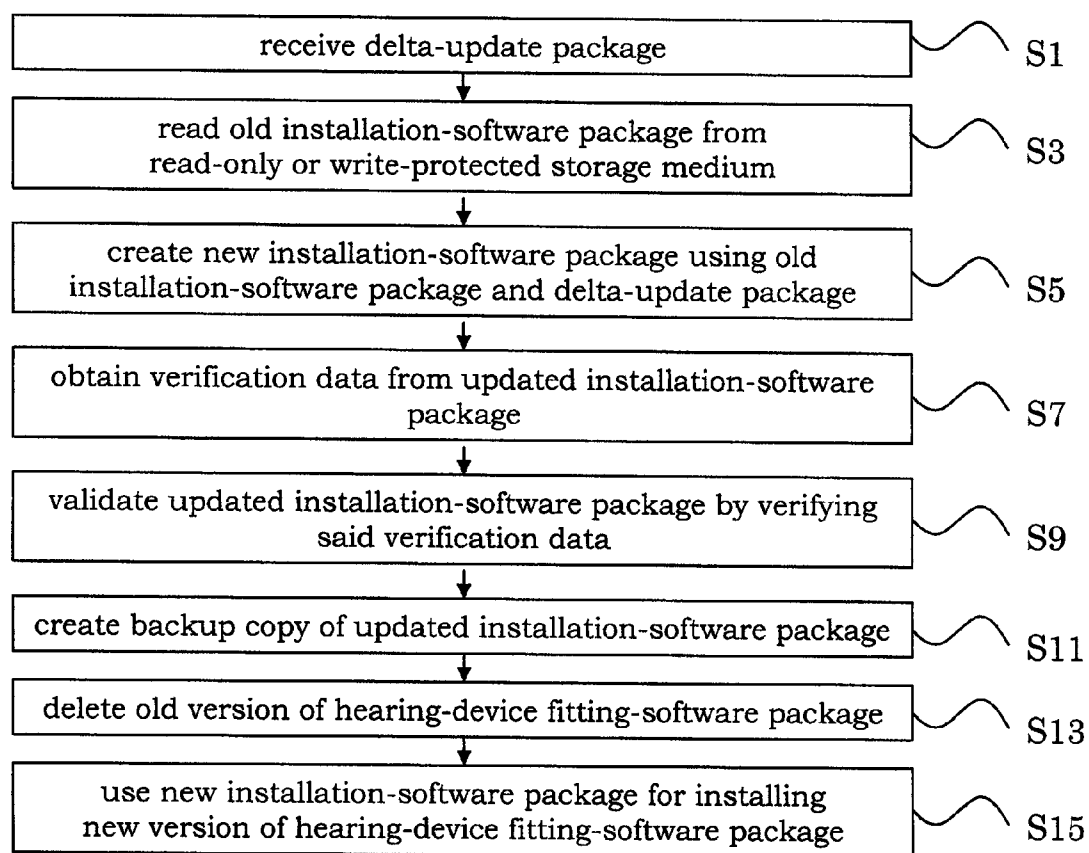 receive delta-update package
S1
read old installation-software package from
read-only or write-protected storage medium
S3
create new installation-software package using old
installation-software package and delta-update package
S5
obtain verification data from updated installation-software
package
S7
validate updated installation-software package by verifying
said verification data
S9
create backup copy of updated installation-software package
S11
delete old version of hearing-device fitting-software package
S13
use new installation-software package for installing
new version of hearing-device fitting-software package
S15